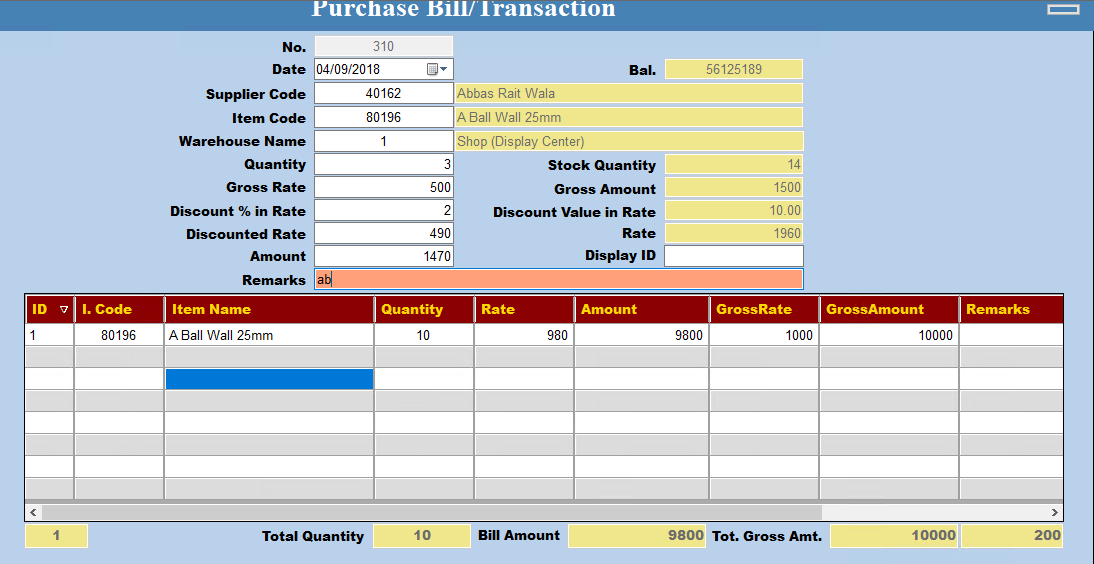 Purchase Bill/Transaction
No. 310
Date 04/09/2018 Bal. 56125189
Supplier Code 40162 Abbas Rait Wala
Item Code 80196 A Ball Wall 25mm
Warehouse Name 1 Shop (Display Center)
Quantity 3 Stock Quantity 14
Gross Rate 500 Gross Amount 1500
Discount % in Rate 2 Discount Value in Rate 10.00
Discounted Rate 490 Rate 1960
Amount 1470 Display ID
Remarks ab
ID I. Code Item Name Quantity Rate Amount GrossRate GrossAmount Remarks
1 80196 A Ball Wall 25mm 10 980 9800 1000 10000
1 Total Quantity 10 Bill Amount 9800 Tot. Gross Amt. 10000 200